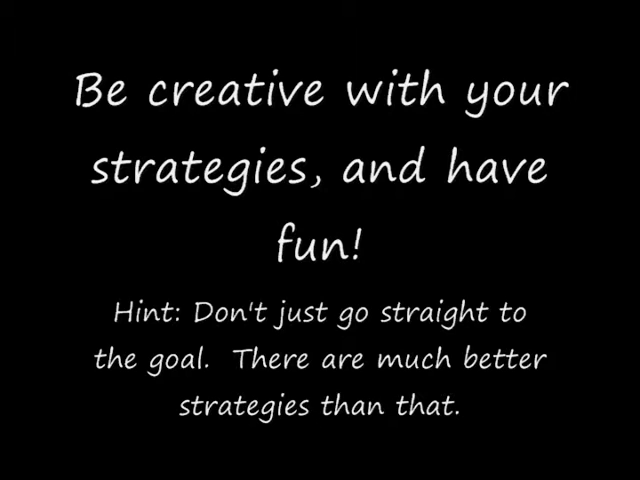 Be creative with your
strategies, and have
fun!
Hint: Don't just go straight to
the goal.  There are much better
strategies than that.